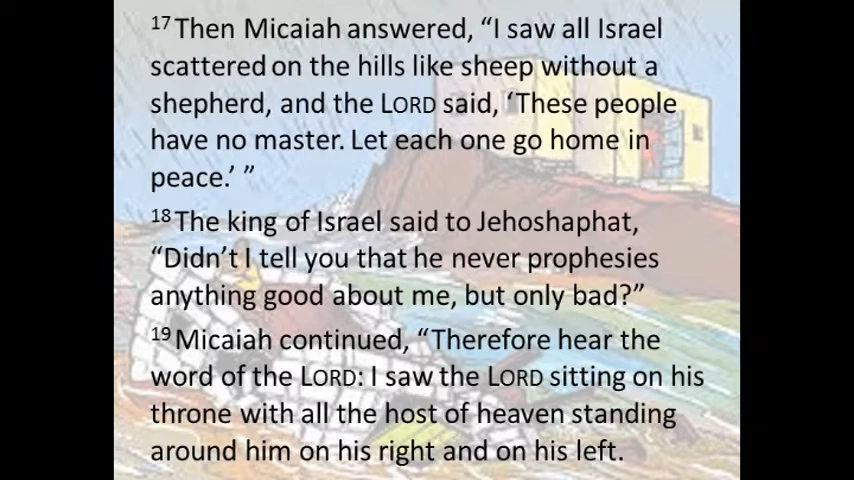 17 Then Micaiah answered, “I saw all Israel
scattered on the hills like sheep without a
shepherd, and the LORD said, ‘These people
have no master. Let each one go home in
peace.’ ”
18 The king of Israel said to Jehoshaphat,
“Didn’t I tell you that he never prophesies
anything good about me, but only bad?”
19 Micaiah continued, “Therefore hear the
word of the LORD: I saw the LORD sitting on his
throne with all the host of heaven standing
around him on his right and on his left.